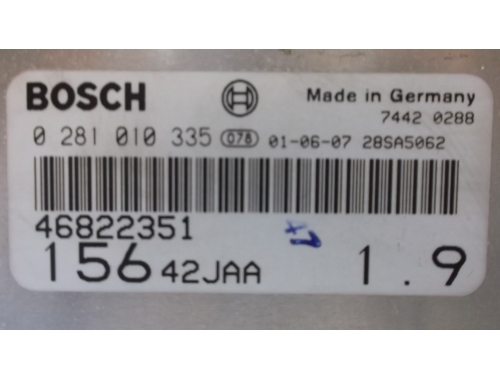 BOSCH Made in Germany
7442 0288
0 281 010 335 078 01-06-07 28SA5062
46822351
156 42JAA 1.9